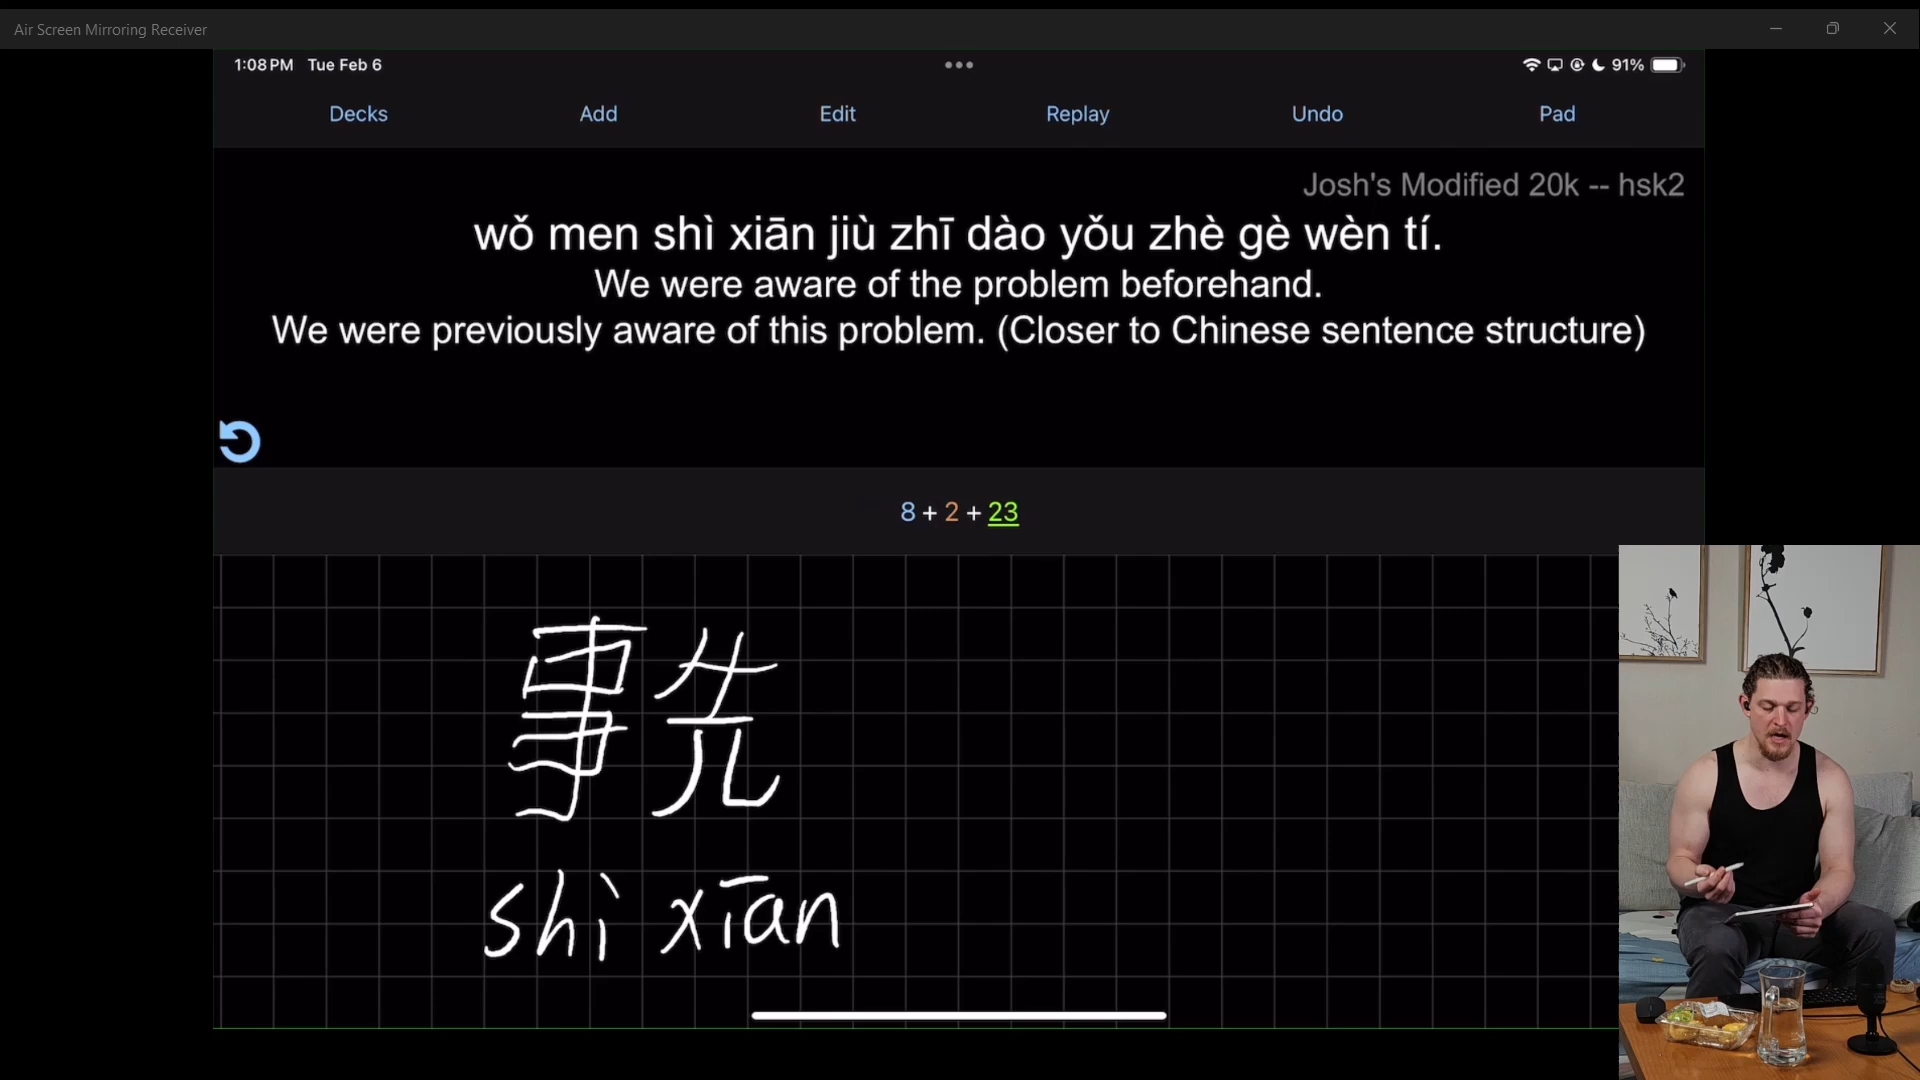 Air Screen Mirroring Receiver
1:08 PM Tue Feb 6
91%
Decks Add Edit Replay Undo Pad
Josh's Modified 20k -- hsk2
wǒ men shì xiān jiù zhī dào yǒu zhè gè wèn tí.
We were aware of the problem beforehand.
We were previously aware of this problem. (Closer to Chinese sentence structure)
8 + 2 + 23
事先
shì xiān